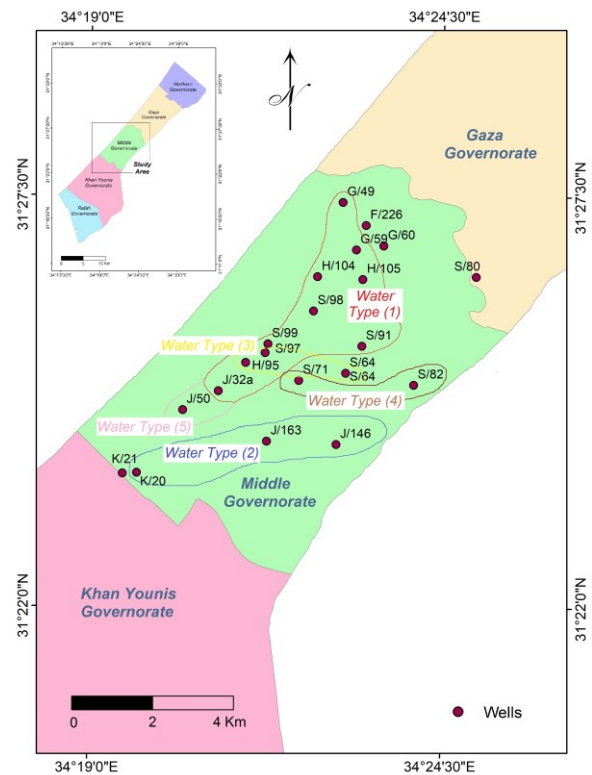 34°19'0"E
34°24'30"E
Northern
Governorate
Gaza
Governorate
Middle
Governorate
Study
Area
Khan Younis
Governorate
Rafah
Governorate
N
Gaza
Governorate
31°27'30"N
31°27'30"N
G/49
F/226
G/59
G/60
H/104
H/105
S/80
Water
Type (1)
S/98
S/99
Water Type (3)
S/97
S/91
H/95
S/64
S/71
S/64
S/82
J/32a
Water Type (4)
J/50
Water Type (5)
J/163
J/146
Water Type (2)
K/21
K/20
Middle
Governorate
Khan Younis
Governorate
31°22'0"N
31°22'0"N
0
2
4 Km
Wells
34°19'0"E
34°24'30"E